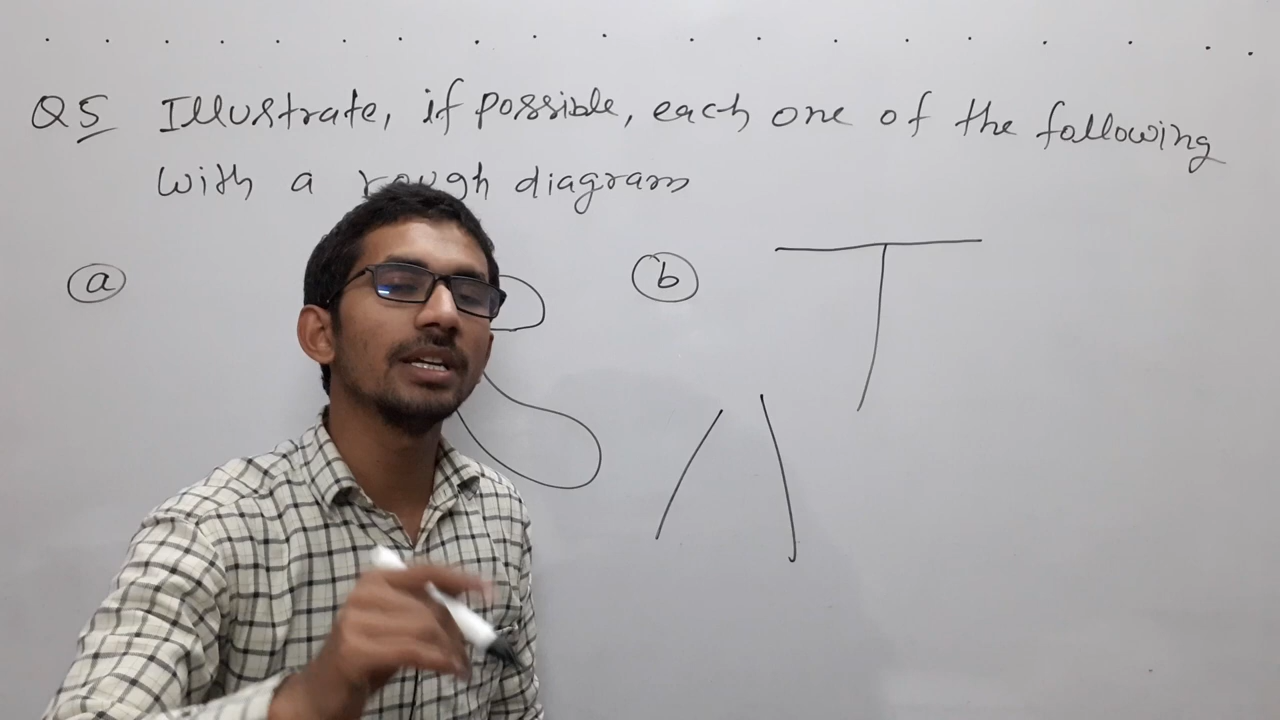 Q5 Illustrate, if possible, each one of the following
with a rough diagram
(a)
(b)